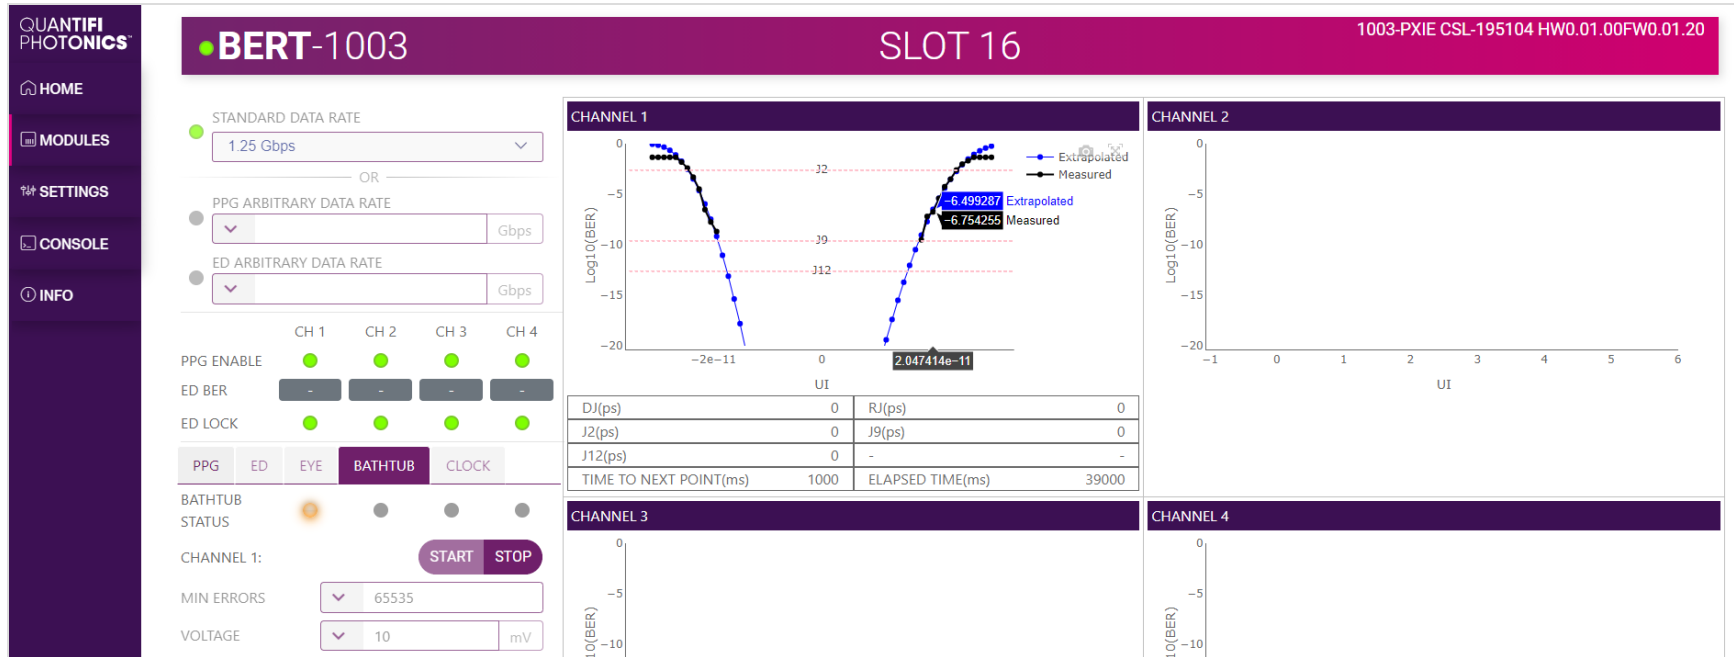 QUANTIFI
PHOTONICS™
HOME
MODULES
SETTINGS
CONSOLE
INFO
BERT-1003
SLOT 16
1003-PXIE CSL-195104 HW0.01.00FW0.01.20
STANDARD DATA RATE
1.25 Gbps
OR
PPG ARBITRARY DATA RATE
Gbps
ED ARBITRARY DATA RATE
Gbps
CH 1 CH 2 CH 3 CH 4
PPG ENABLE
ED BER - - - -
ED LOCK
PPG ED EYE BATHTUB CLOCK
BATHTUB
STATUS
CHANNEL 1: START STOP
MIN ERRORS 65535
VOLTAGE 10 mV
CHANNEL 1
0
−5
−10
−15
−20
Log10(BER)
J2
J9
J12
Extrapolated
Measured
−6.499287 Extrapolated
−6.754255 Measured
−2e−11 0 2.047414e−11
UI
DJ(ps) 0 RJ(ps) 0
J2(ps) 0 J9(ps) 0
J12(ps) 0 - -
TIME TO NEXT POINT(ms) 1000 ELAPSED TIME(ms) 39000
CHANNEL 2
0
−5
−10
−15
−20
Log10(BER)
−1 0 1 2 3 4 5 6
UI
CHANNEL 3
0
−5
−10
10(BER)
CHANNEL 4
0
−5
−10
10(BER)